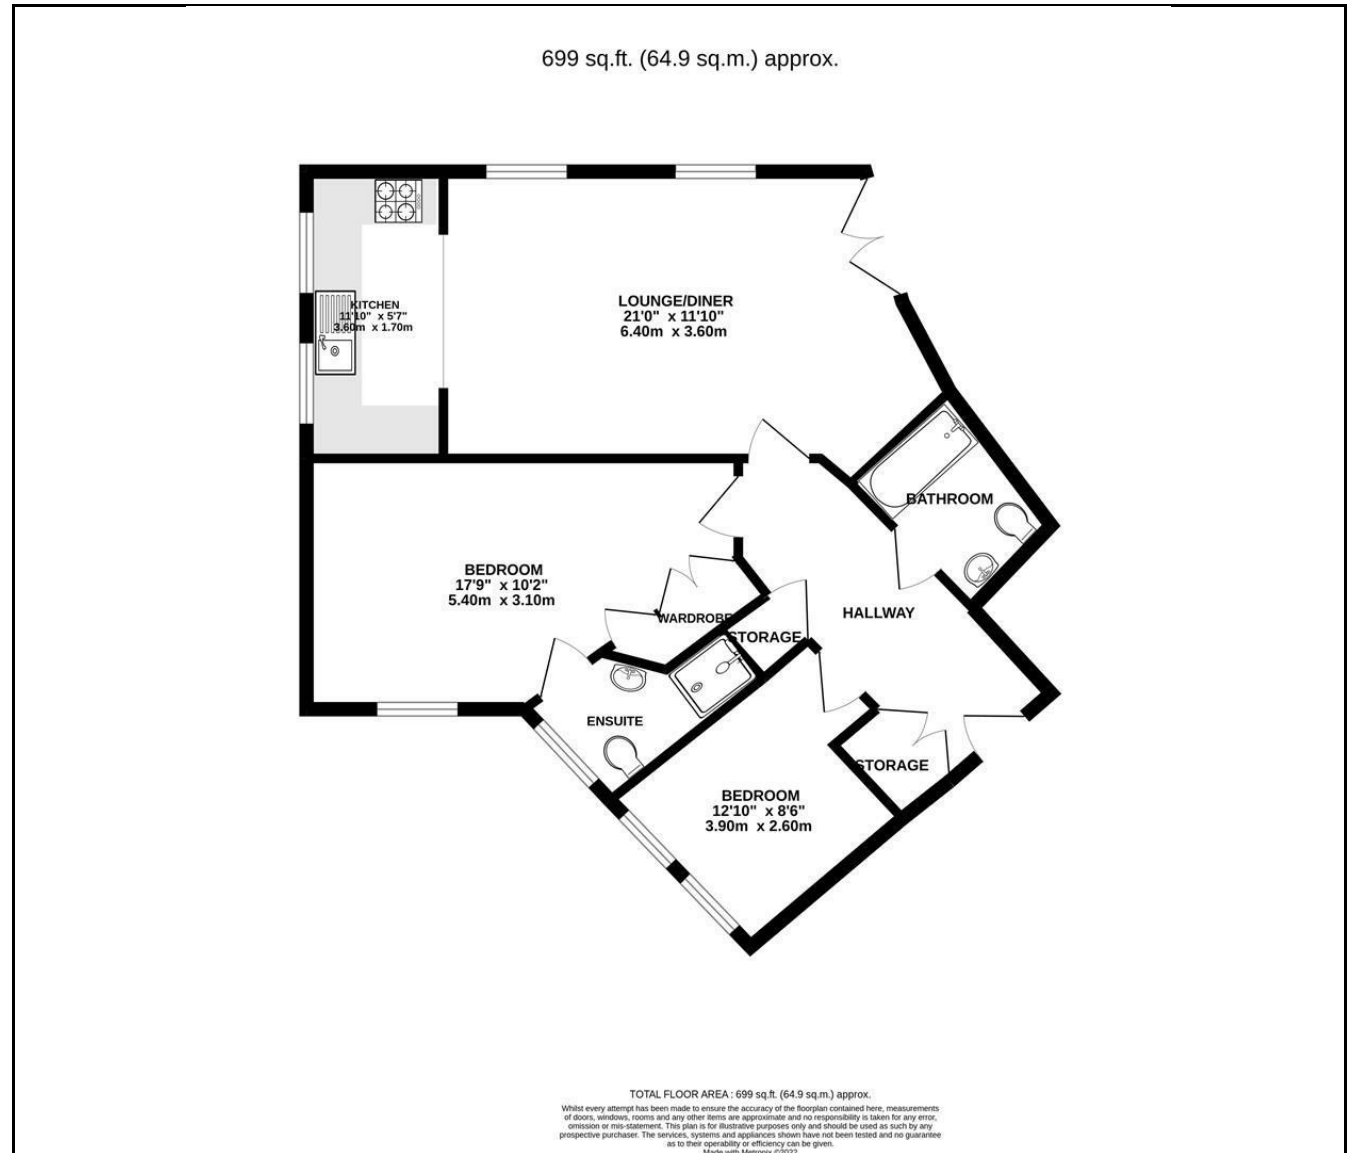 699 sq.ft. (64.9 sq.m.) approx.
KITCHEN
11'10" x 5'7"
3.60m x 1.70m
LOUNGE/DINER
21'0" x 11'10"
6.40m x 3.60m
BATHROOM
BEDROOM
17'9" x 10'2"
5.40m x 3.10m
WARDROBE
STORAGE
HALLWAY
ENSUITE
STORAGE
BEDROOM
12'10" x 8'6"
3.90m x 2.60m
TOTAL FLOOR AREA : 699 sq.ft. (64.9 sq.m.) approx.
Whilst every attempt has been made to ensure the accuracy of the floorplan contained here, measurements
of doors, windows, rooms and any other items are approximate and no responsibility is taken for any error,
omission or mis-statement. This plan is for illustrative purposes only and should be used as such by any
prospective purchaser. The services, systems and appliances shown have not been tested and no guarantee
as to their operability or efficiency can be given.
Made with Metropix ©2022